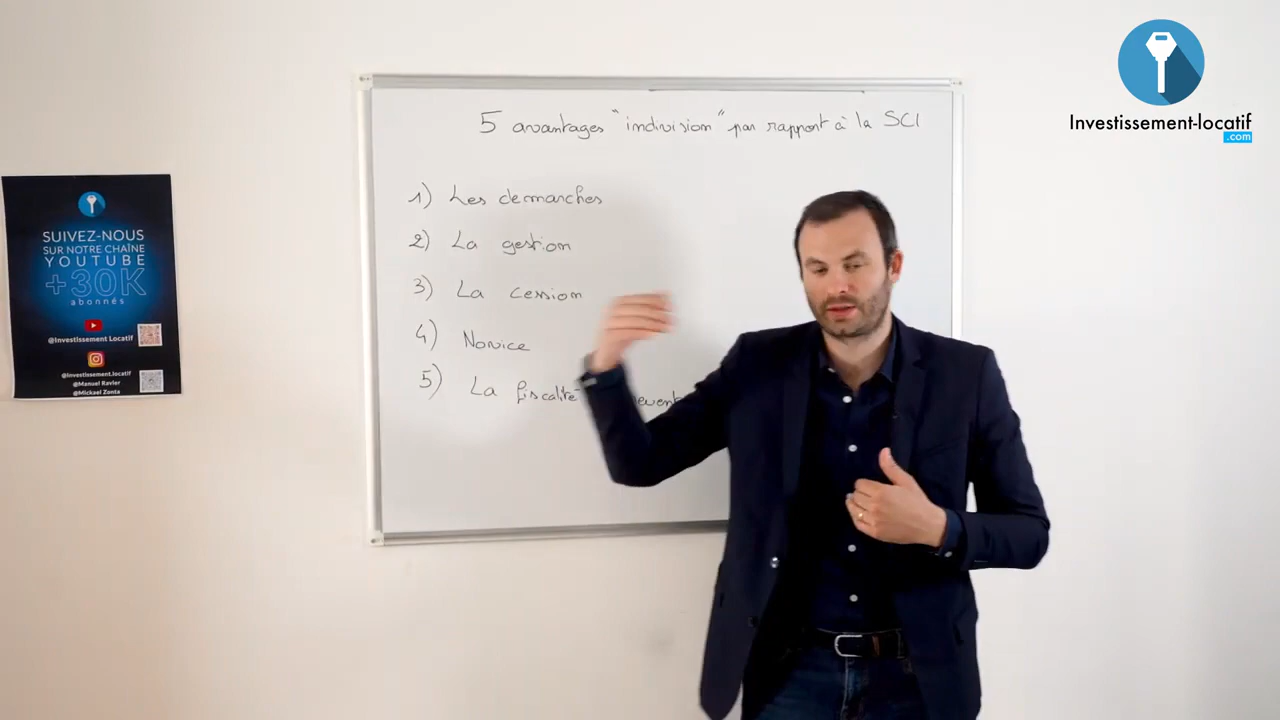 Investissement-locatif
.com
5 avantages "indivision" par rapport à la SCI
1) Les demarches
2) La gestion
3) La cession
4) Novice
5) La fiscalité
SUIVEZ-NOUS
SUR NOTRE CHAÎNE
YOUTUBE
+30K
abonnés
@Investissement Locatif
@investissement.locatif
@Manuel Ravier
@Mickael Zonta